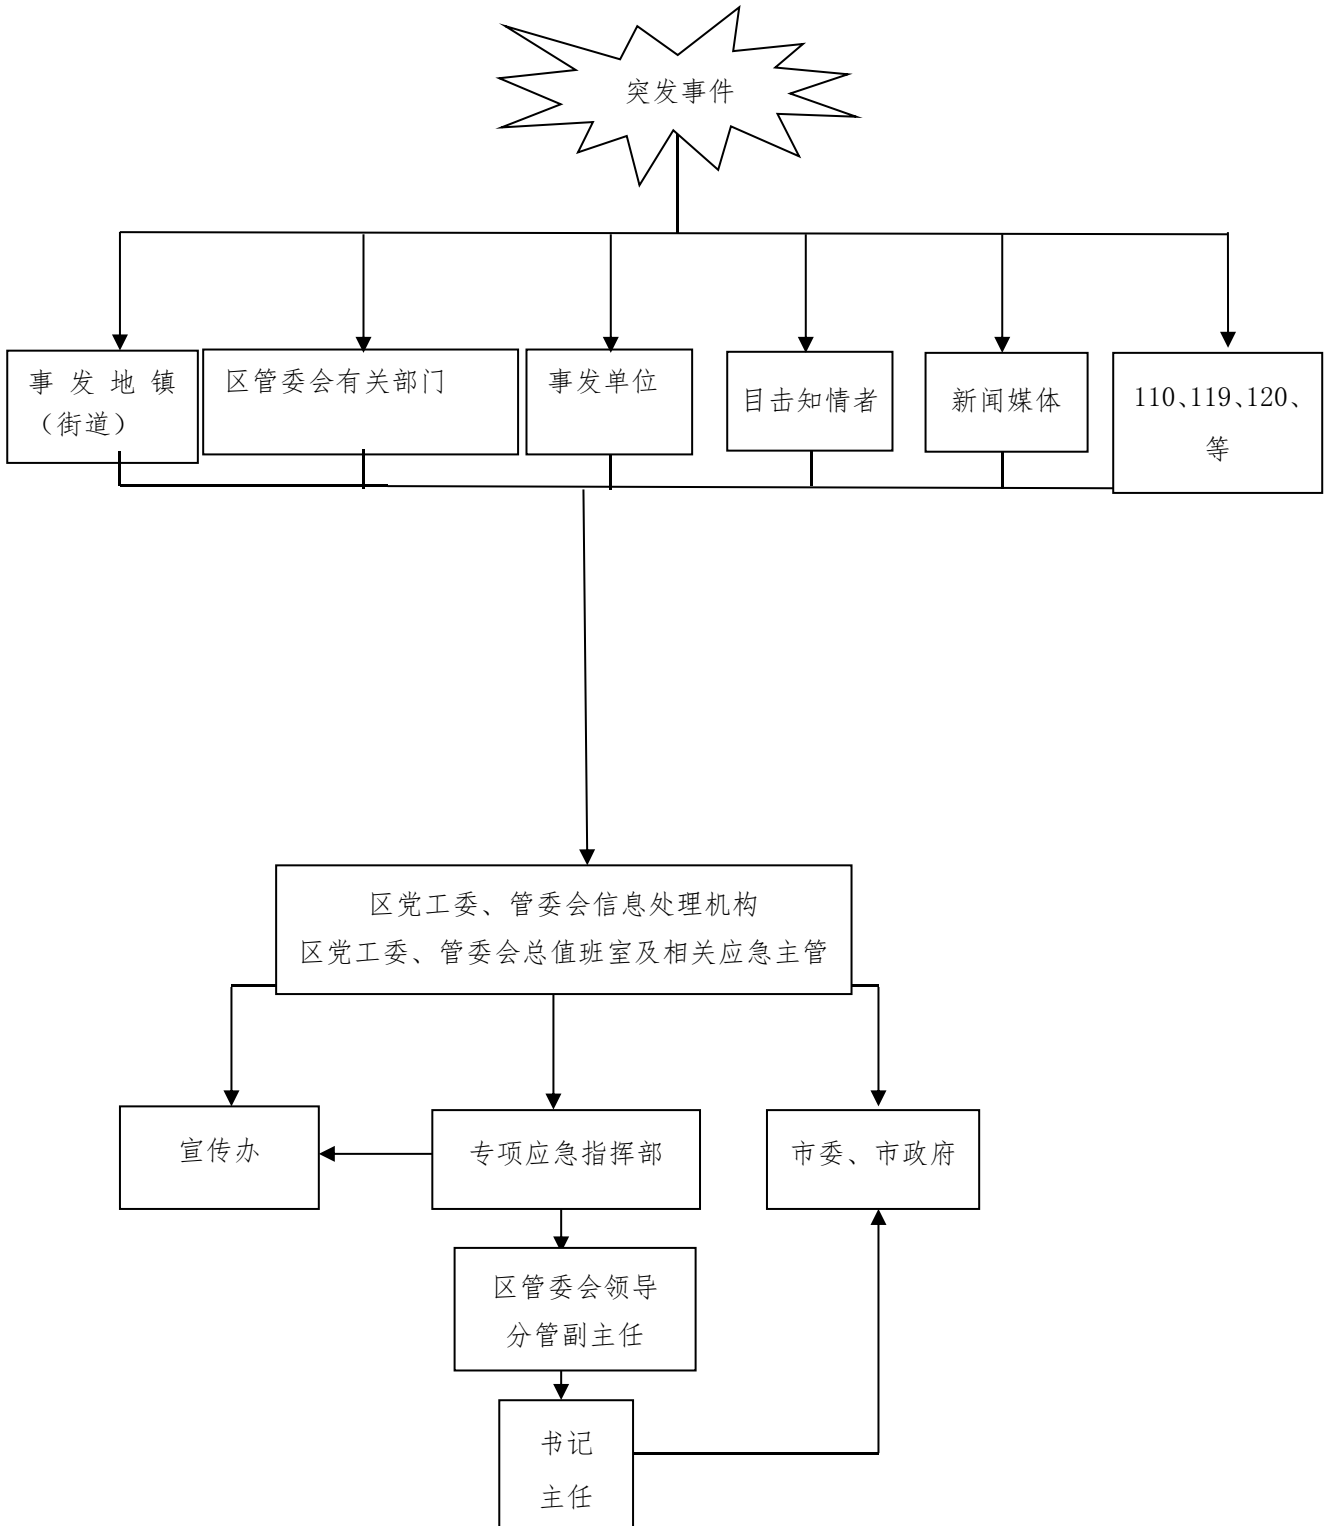 突发事件
事发地镇
（街道）
区管委会有关部门
事发单位
目击知情者
新闻媒体
110、119、120、
等
区党工委、管委会信息处理机构
区党工委、管委会总值班室及相关应急主管
宣传办
专项应急指挥部
市委、市政府
区管委会领导
分管副主任
书记
主任